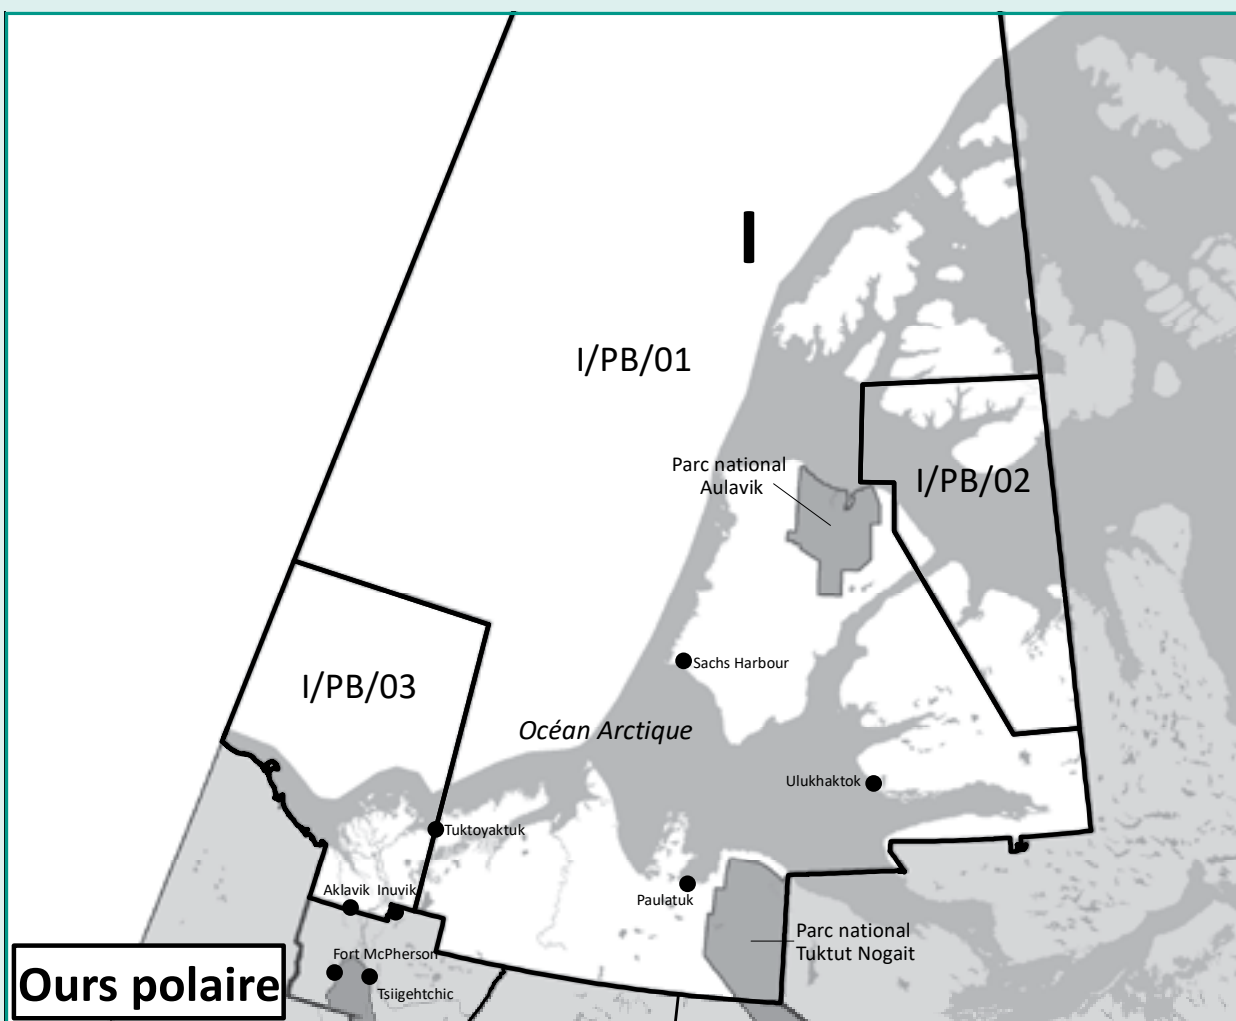 I
I/PB/01
Parc national
Aulavik
I/PB/02
Sachs Harbour
I/PB/03
Océan Arctique
Ulukhaktok
Tuktoyaktuk
Aklavik
Inuvik
Paulatuk
Parc national
Tuktut Nogait
Fort McPherson
Tsiigehtchic
Ours polaire